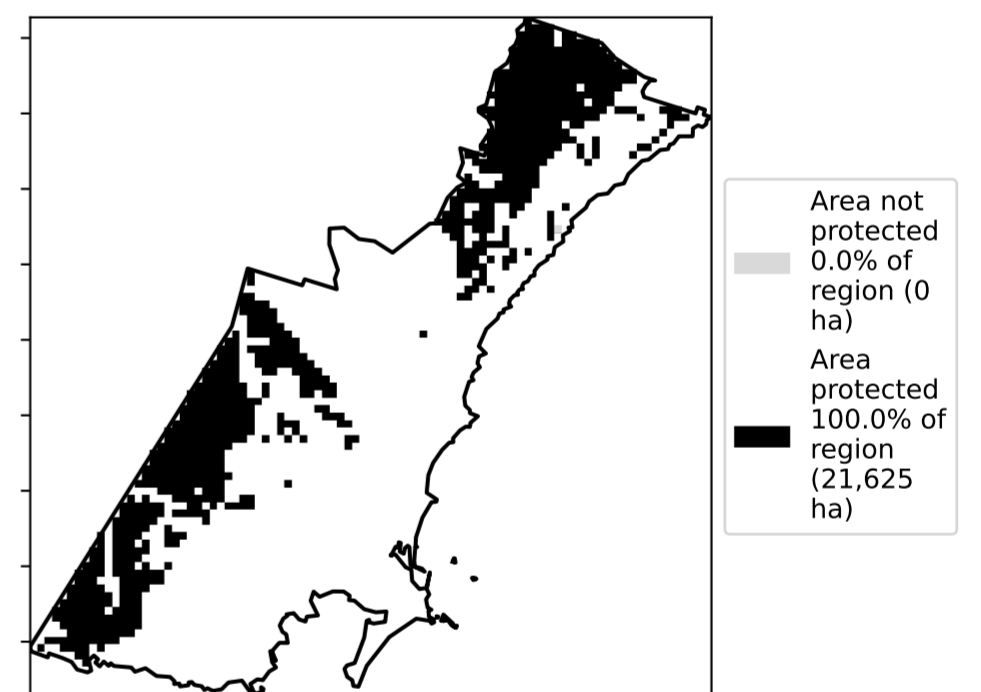 Area not
protected
0.0% of
region (0
ha)
Area
protected
100.0% of
region
(21,625
ha)